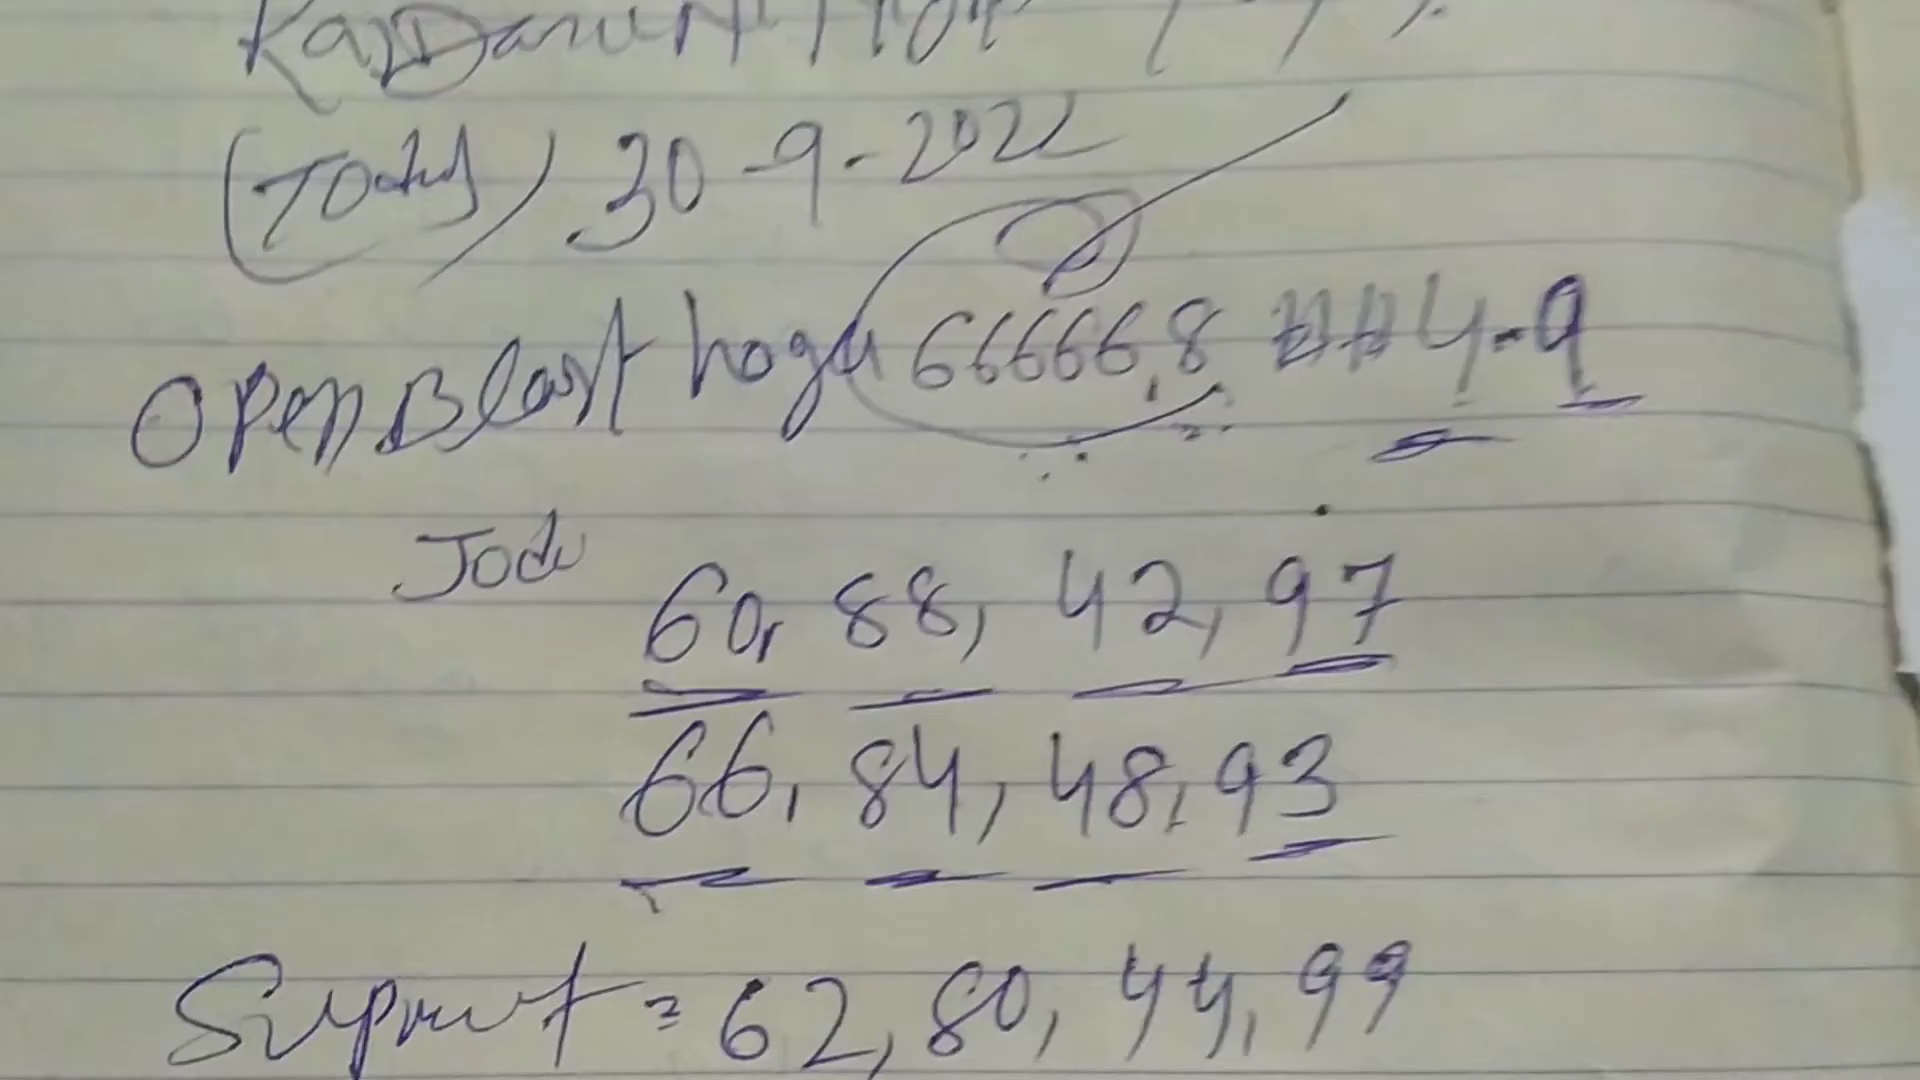 (Today) 30-9-2022
OPen Blast hoga 66666,8 4-9
Jodi
60, 88, 42, 97
66, 84, 48, 93
Suprut = 62, 80, 44, 99